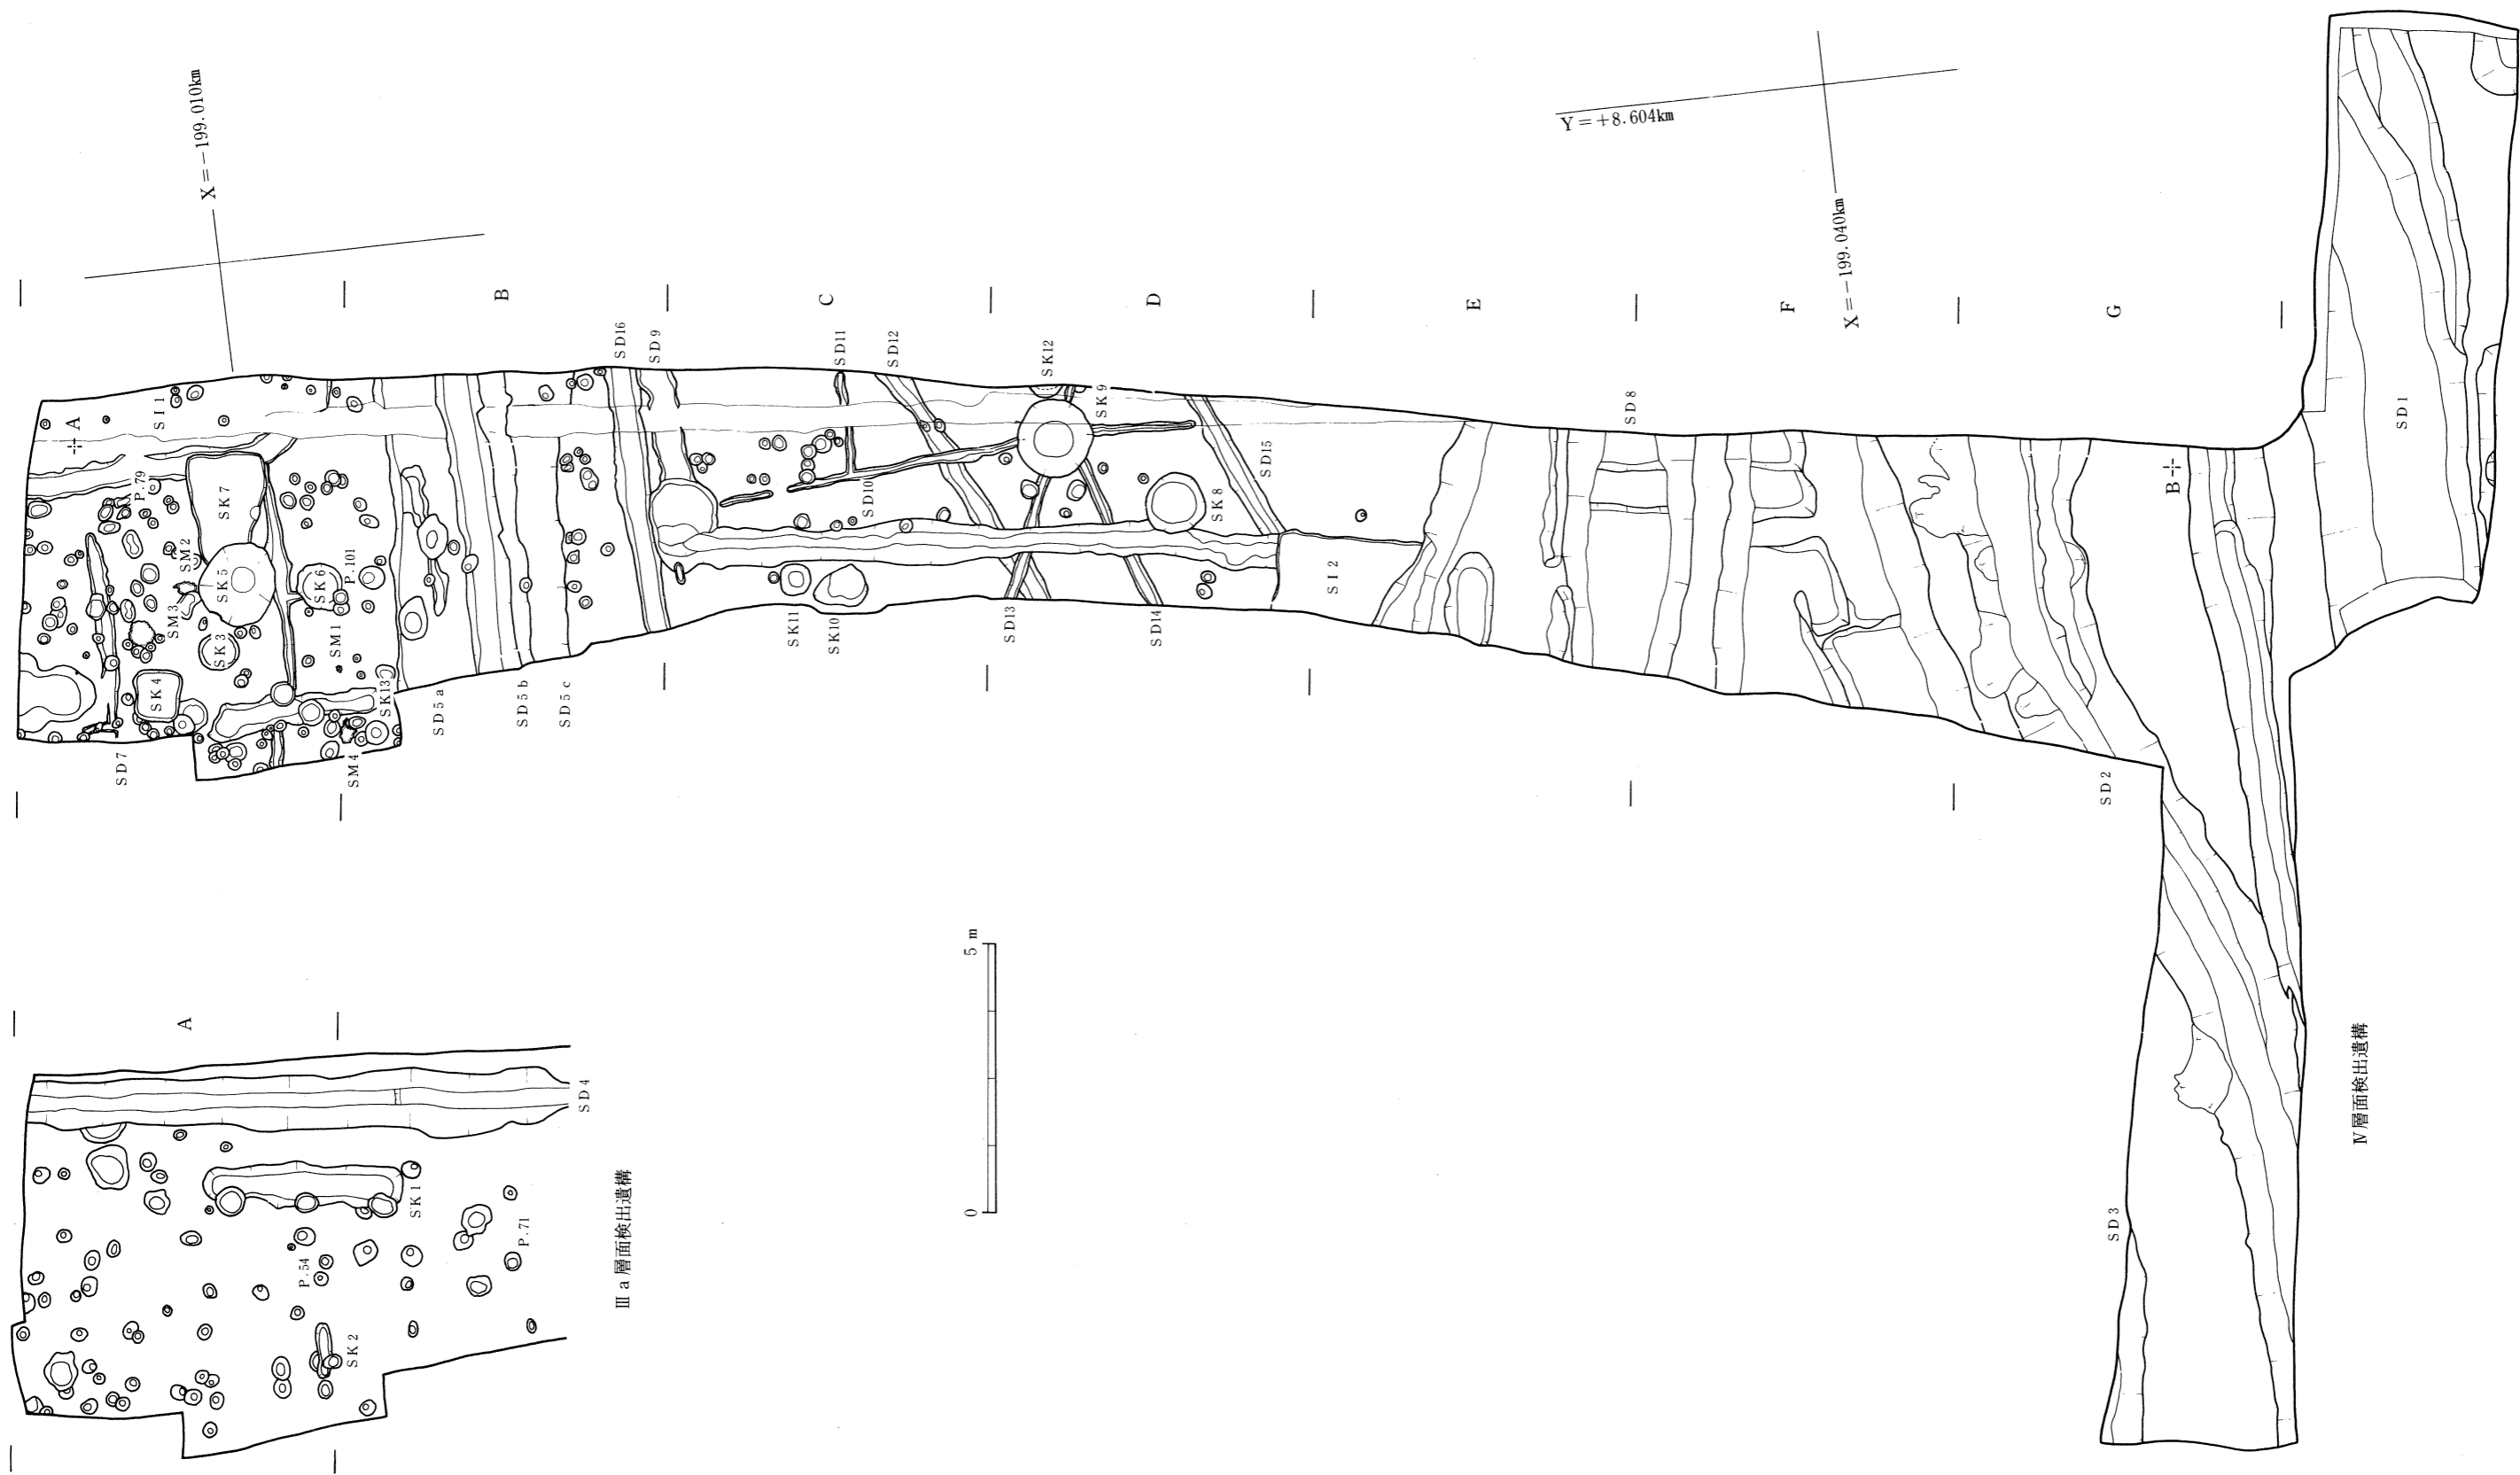 X＝－199.010km
Y＝＋8.604km
X＝－199.040km
B
C
D
E
F
G
SD16
SD9
SD11
SD12
SK12
SK9
SD8
SD1
A
SI1
P.79
SK7
SM2
SK5
SM3
SK3
SK6
P.101
SM1
SK4
SK13
SD7
SM4
SD5a
SD5b
SD5c
SD10
SK11
SK10
SD13
SD14
SK8
SD15
SI2
B
SD2
SD3
Ⅳ層面検出遺構
A
SD4
SK1
P.54
P.71
SK2
Ⅲa層面検出遺構
0
5m